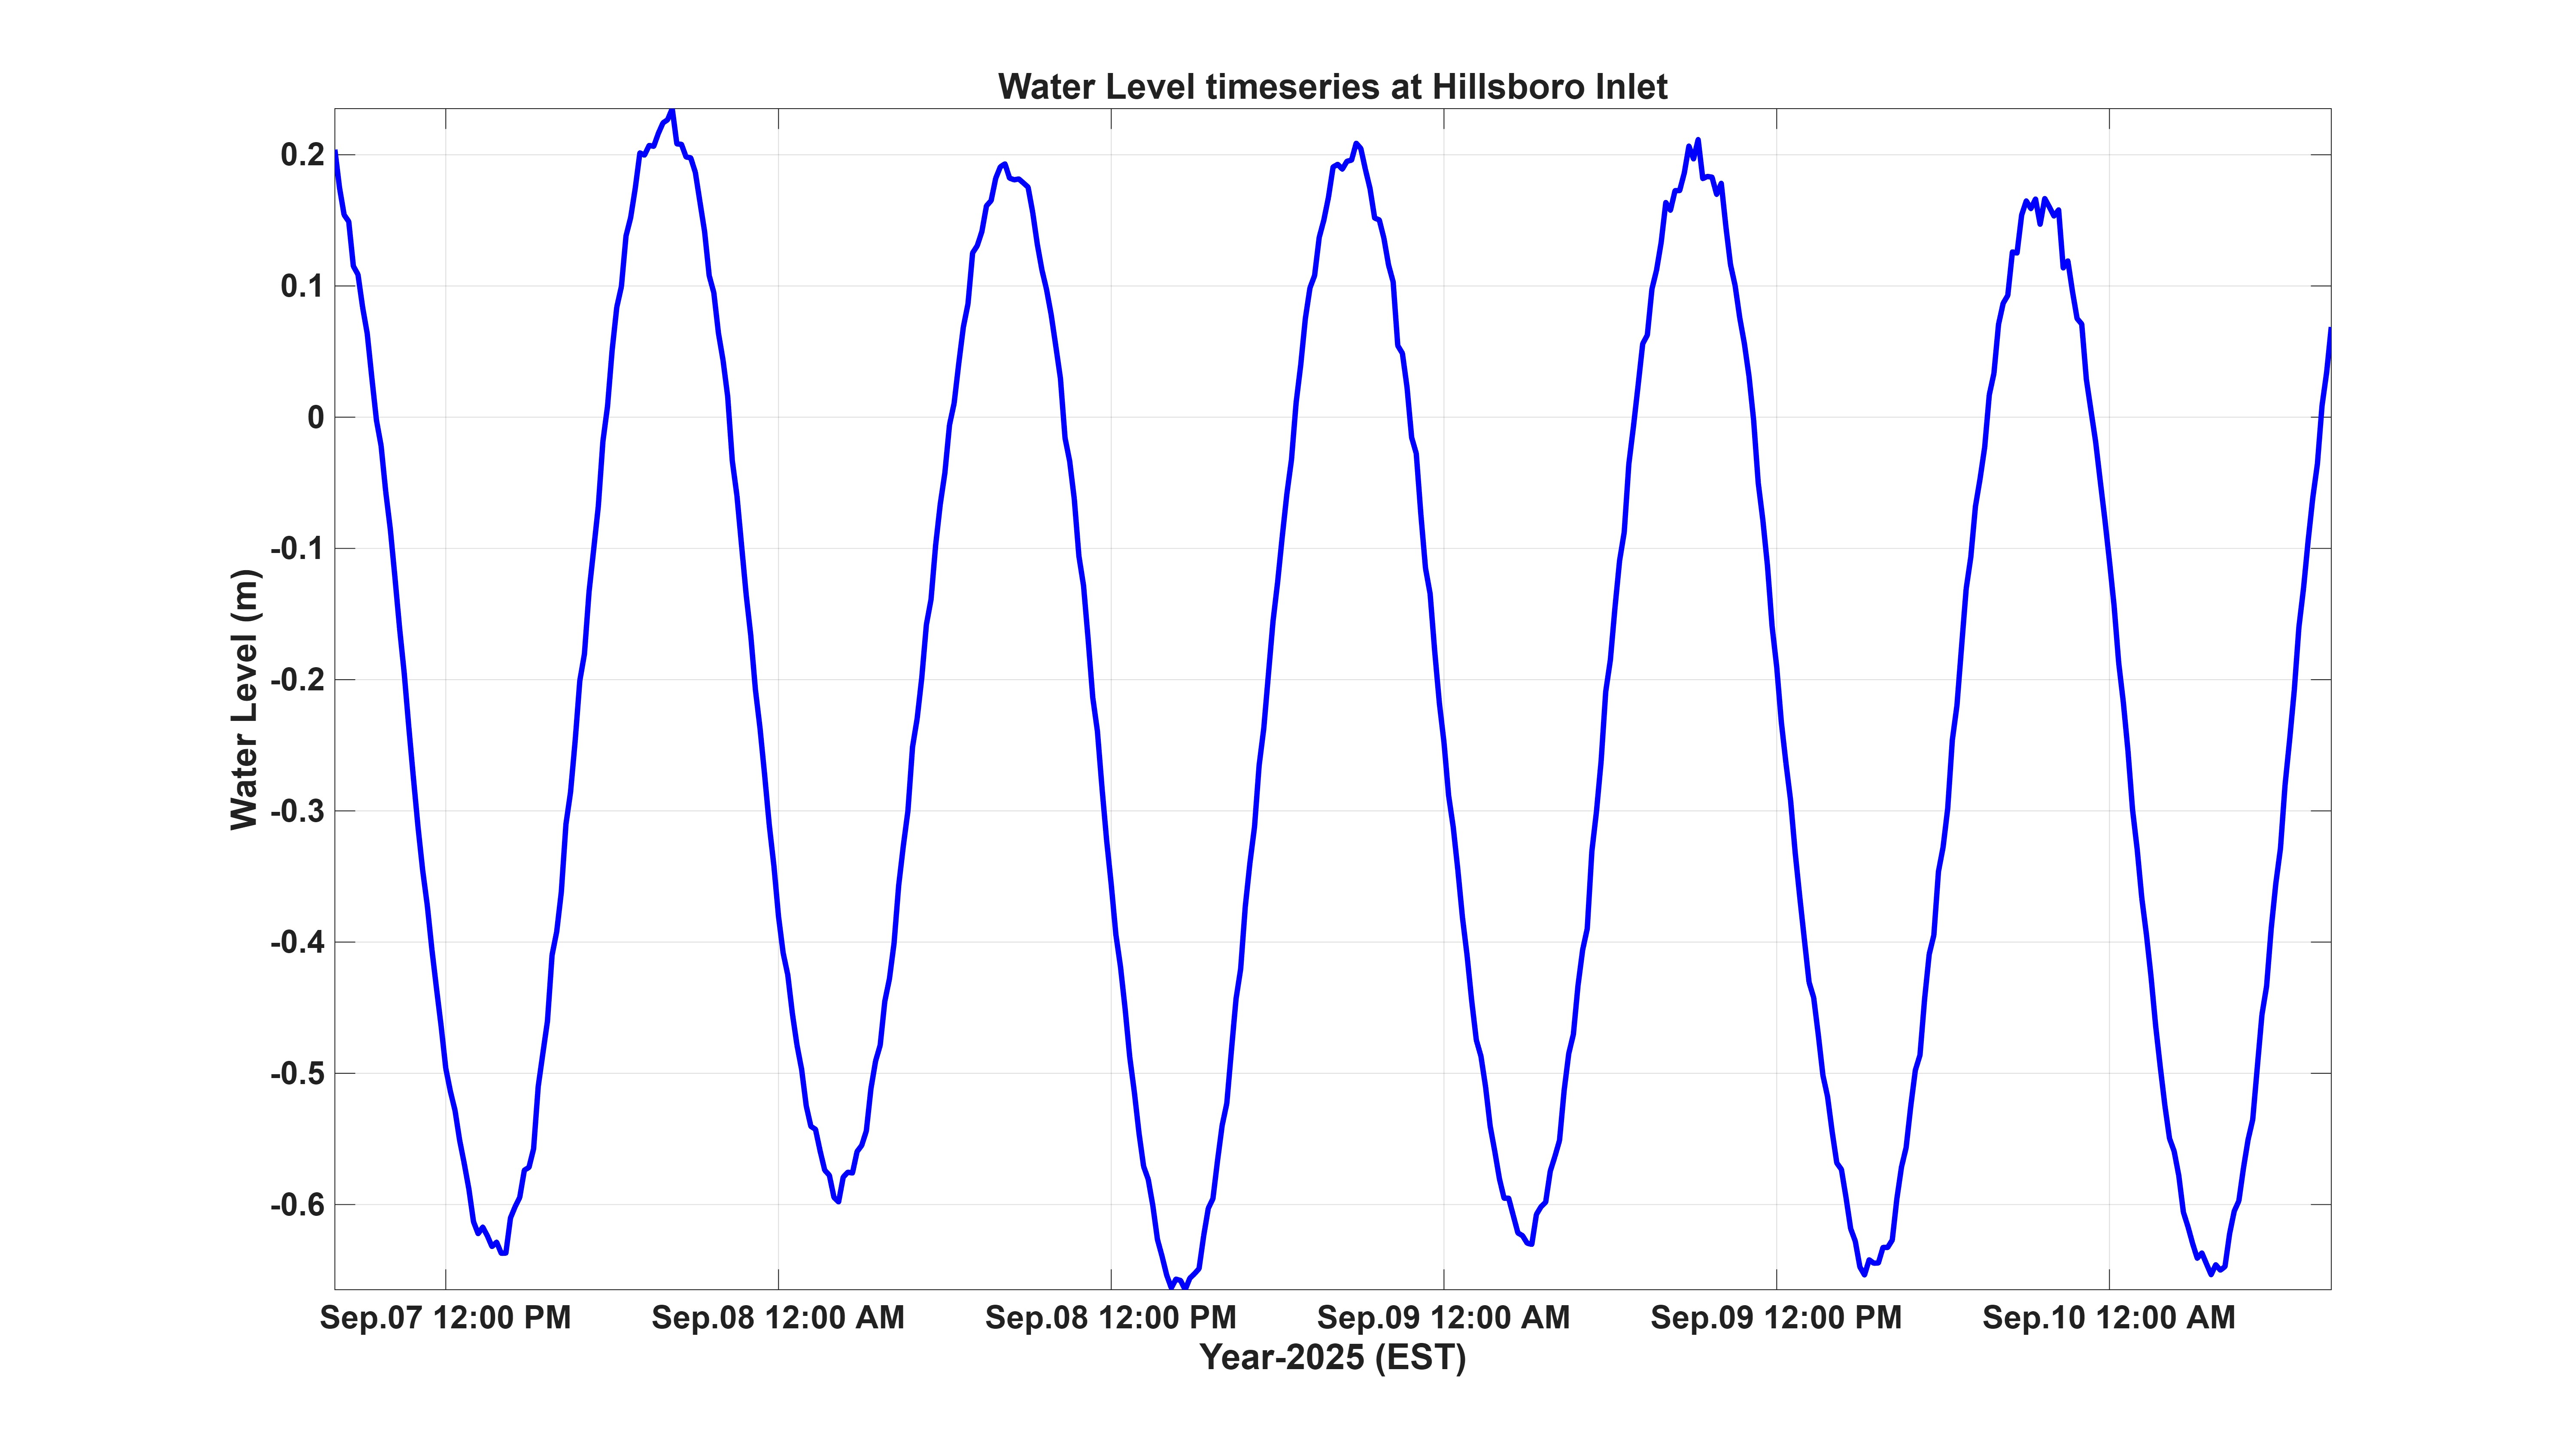 Water Level timeseries at Hillsboro Inlet
0.2
0.1
0
-0.1
-0.2
-0.3
-0.4
-0.5
-0.6
Water Level (m)
Sep.07 12:00 PM
Sep.08 12:00 AM
Sep.08 12:00 PM
Sep.09 12:00 AM
Sep.09 12:00 PM
Sep.10 12:00 AM
Year-2025 (EST)